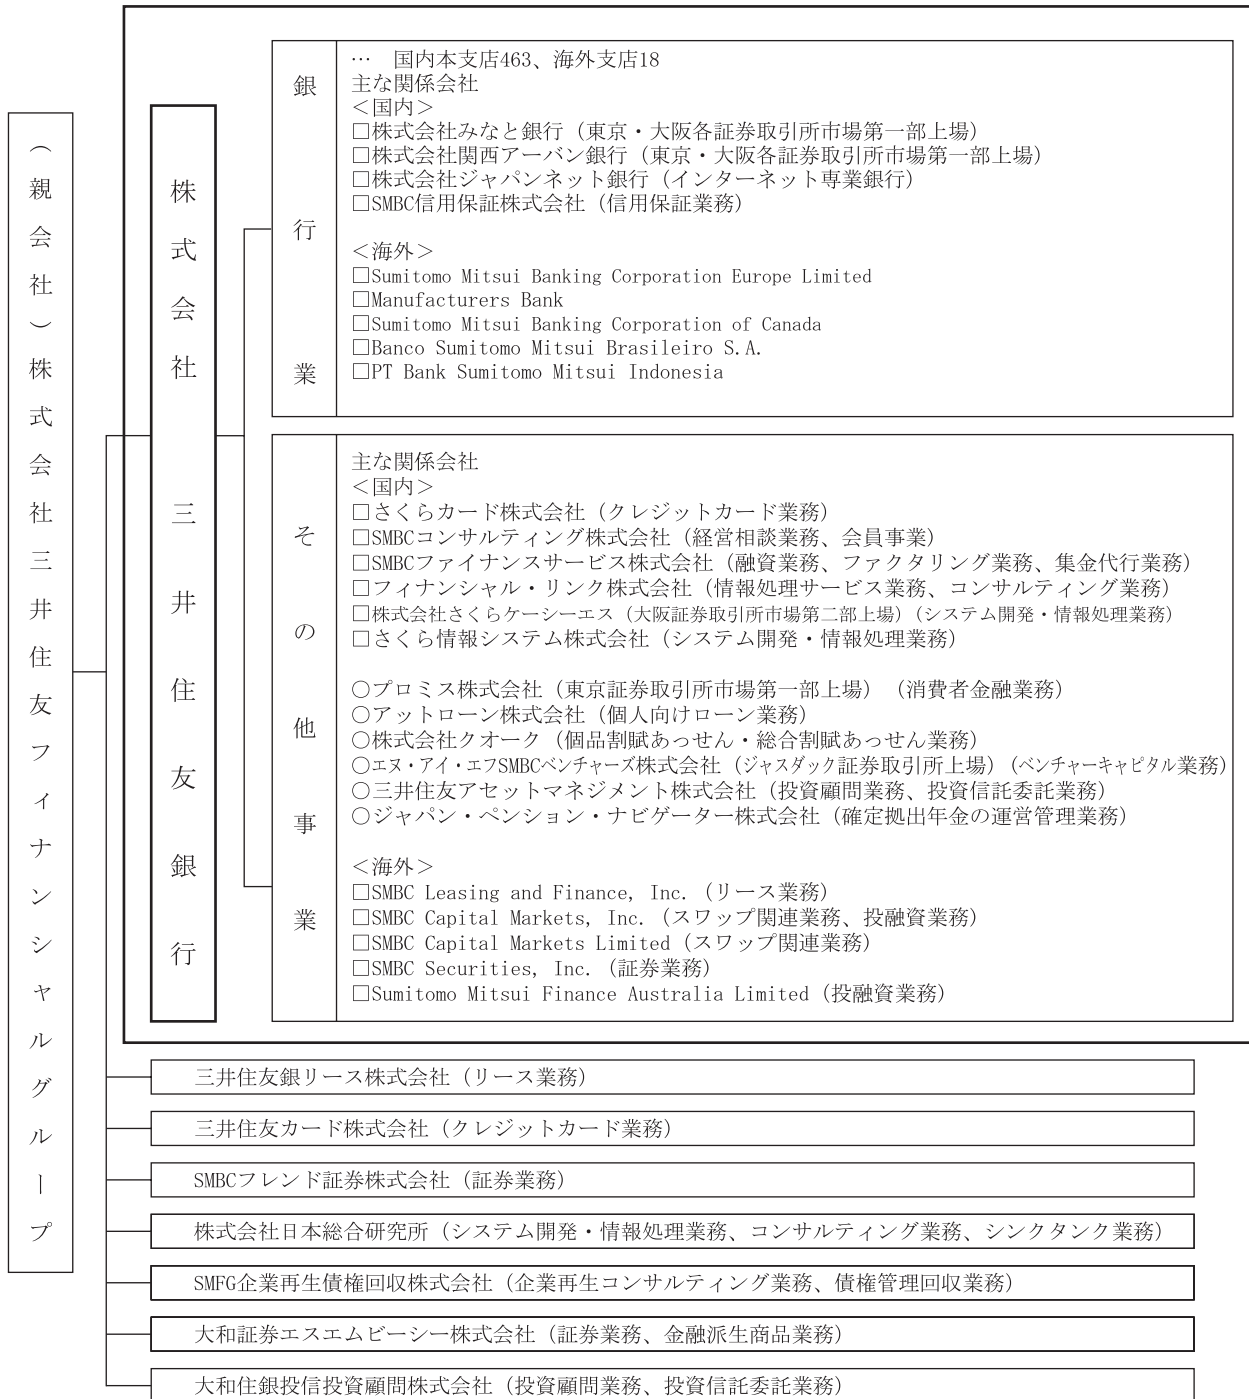 （親会社）株式会社三井住友フィナンシャルグループ
株式会社 三井住友銀行
銀行業
… 国内本支店463、海外支店18
主な関係会社
＜国内＞
□株式会社みなと銀行（東京・大阪各証券取引所市場第一部上場）
□株式会社関西アーバン銀行（東京・大阪各証券取引所市場第一部上場）
□株式会社ジャパンネット銀行（インターネット専業銀行）
□SMBC信用保証株式会社（信用保証業務）
＜海外＞
□Sumitomo Mitsui Banking Corporation Europe Limited
□Manufacturers Bank
□Sumitomo Mitsui Banking Corporation of Canada
□Banco Sumitomo Mitsui Brasileiro S.A.
□PT Bank Sumitomo Mitsui Indonesia
その他事業
主な関係会社
＜国内＞
□さくらカード株式会社（クレジットカード業務）
□SMBCコンサルティング株式会社（経営相談業務、会員事業）
□SMBCファイナンスサービス株式会社（融資業務、ファクタリング業務、集金代行業務）
□フィナンシャル・リンク株式会社（情報処理サービス業務、コンサルティング業務）
□株式会社さくらケーシーエス（大阪証券取引所市場第二部上場）（システム開発・情報処理業務）
□さくら情報システム株式会社（システム開発・情報処理業務）
○プロミス株式会社（東京証券取引所市場第一部上場）（消費者金融業務）
○アットローン株式会社（個人向けローン業務）
○株式会社クオーク（個品割賦あっせん・総合割賦あっせん業務）
○エヌ・アイ・エフSMBCベンチャーズ株式会社（ジャスダック証券取引所上場）（ベンチャーキャピタル業務）
○三井住友アセットマネジメント株式会社（投資顧問業務、投資信託委託業務）
○ジャパン・ペンション・ナビゲーター株式会社（確定拠出年金の運営管理業務）
＜海外＞
□SMBC Leasing and Finance, Inc.（リース業務）
□SMBC Capital Markets, Inc.（スワップ関連業務、投融資業務）
□SMBC Capital Markets Limited（スワップ関連業務）
□SMBC Securities, Inc.（証券業務）
□Sumitomo Mitsui Finance Australia Limited（投融資業務）
三井住友銀リース株式会社（リース業務）
三井住友カード株式会社（クレジットカード業務）
SMBCフレンド証券株式会社（証券業務）
株式会社日本総合研究所（システム開発・情報処理業務、コンサルティング業務、シンクタンク業務）
SMFG企業再生債権回収株式会社（企業再生コンサルティング業務、債権管理回収業務）
大和証券エスエムビーシー株式会社（証券業務、金融派生商品業務）
大和住銀投信投資顧問株式会社（投資顧問業務、投資信託委託業務）